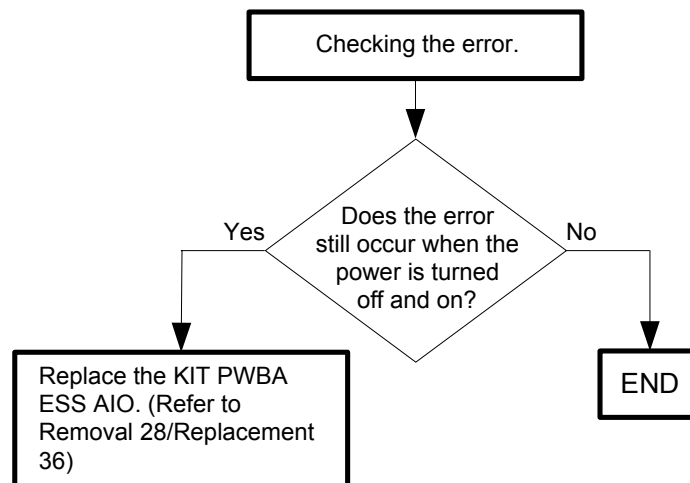 Checking the error.
Does the error
still occur when the
power is turned
off and on?
Yes
No
Replace the KIT PWBA
ESS AIO. (Refer to
Removal 28/Replacement
36)
END